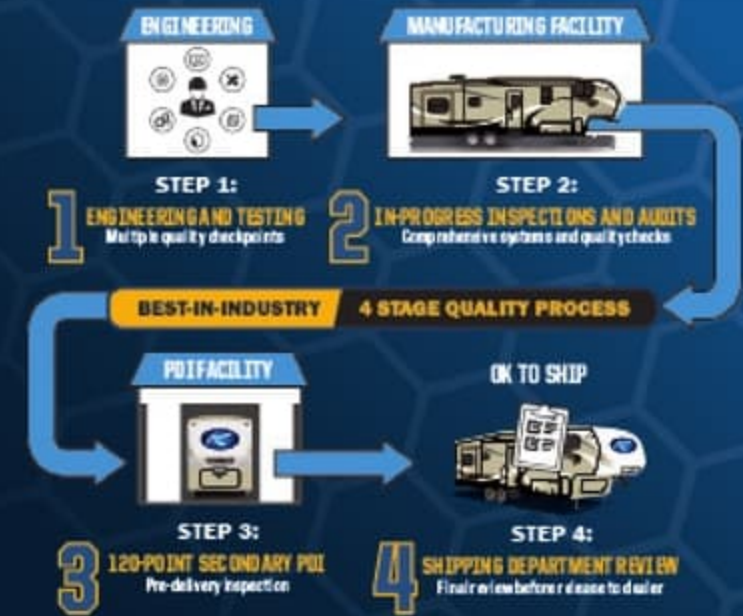 ENGINEERING
MANUFACTURING FACILITY
STEP 1:
1 ENGINEERING AND TESTING
Multiple quality checkpoints
STEP 2:
2 IN-PROGRESS INSPECTIONS AND AUDITS
Comprehensive systems and quality checks
BEST-IN-INDUSTRY 4 STAGE QUALITY PROCESS
PDI FACILITY
OK TO SHIP
STEP 3:
3 120-POINT SECONDARY PDI
Pre-delivery inspection
STEP 4:
4 SHIPPING DEPARTMENT REVIEW
Final review before release to dealer